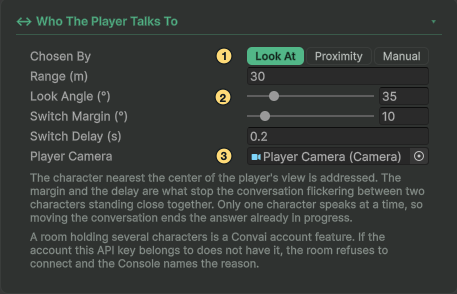 Who The Player Talks To
Chosen By 1 Look At Proximity Manual
Range (m) 30
Look Angle (°) 2 35
Switch Margin (°) 10
Switch Delay (s) 0.2
Player Camera 3 Player Camera (Camera)
The character nearest the center of the player's view is addressed. The
margin and the delay are what stop the conversation flickering between two
characters standing close together. Only one character speaks at a time, so
moving the conversation ends the answer already in progress.
A room holding several characters is a Convai account feature. If the
account this API key belongs to does not have it, the room refuses to
connect and the Console names the reason.